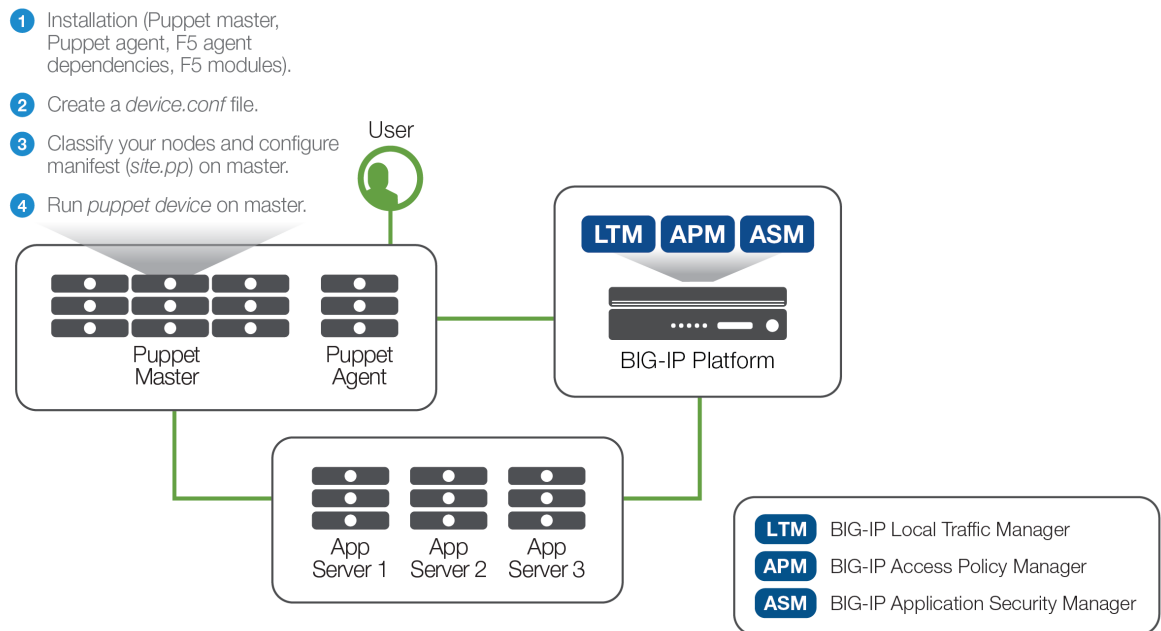 1 Installation (Puppet master,
Puppet agent, F5 agent
dependencies, F5 modules).
2 Create a device.conf file.
3 Classify your nodes and configure
manifest (site.pp) on master.
4 Run puppet device on master.
User
LTM APM ASM
Puppet
Master
Puppet
Agent
BIG-IP Platform
App
Server 1
App
Server 2
App
Server 3
LTM BIG-IP Local Traffic Manager
APM BIG-IP Access Policy Manager
ASM BIG-IP Application Security Manager